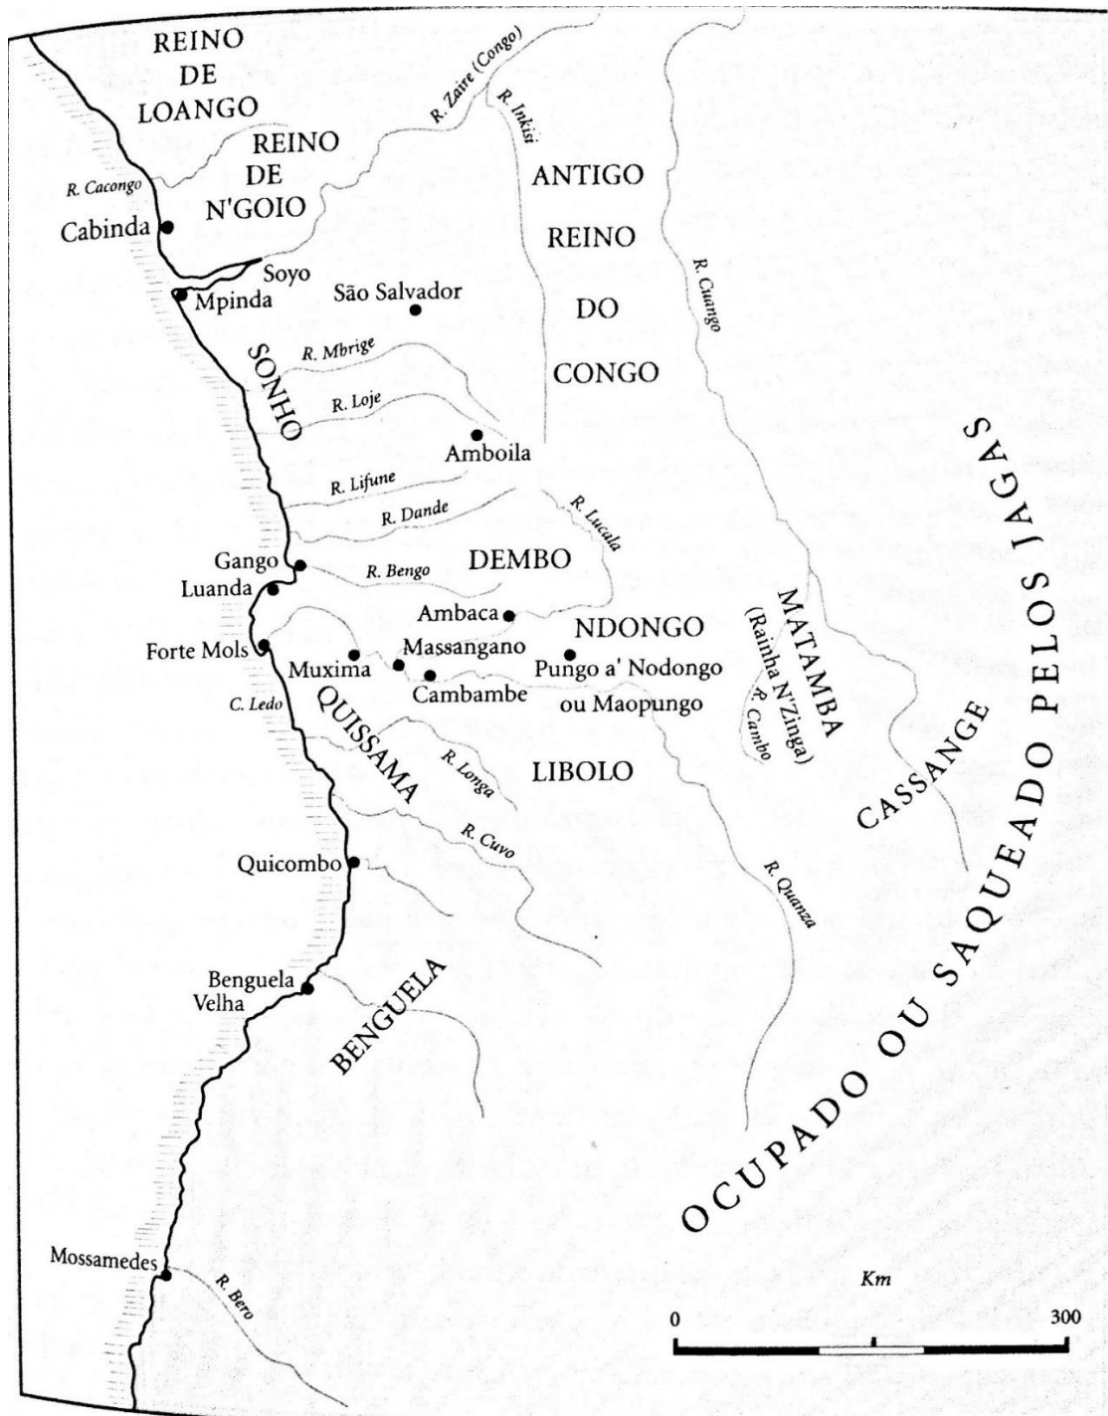 REINO
DE
LOANGO
R. Zaire (Congo)
R. Inkisi
REINO
DE
N'GOIO
R. Cacongo
Cabinda
ANTIGO
REINO
DO
CONGO
R. Cuango
Soyo
Mpinda
São Salvador
SONHO
R. Mbrige
R. Loje
Amboila
R. Lifune
R. Dande
R. Lucala
Gango
R. Bengo
DEMBO
Luanda
Ambaca
NDONGO
Forte Mols
Muxima
Massangano
Cambambe
Pungo a' Nodongo
ou Maopungo
MATAMBA
(Rainha N'Zinga)
R. Cambo
C. Ledo
QUISSAMA
R. Longa
LIBOLO
CASSANGE
R. Cuvo
Quicombo
R. Quanza
Benguela
Velha
BENGUELA
OCUPADO OU SAQUEADO PELOS JAGAS
Mossamedes
R. Bero
Km
0 300